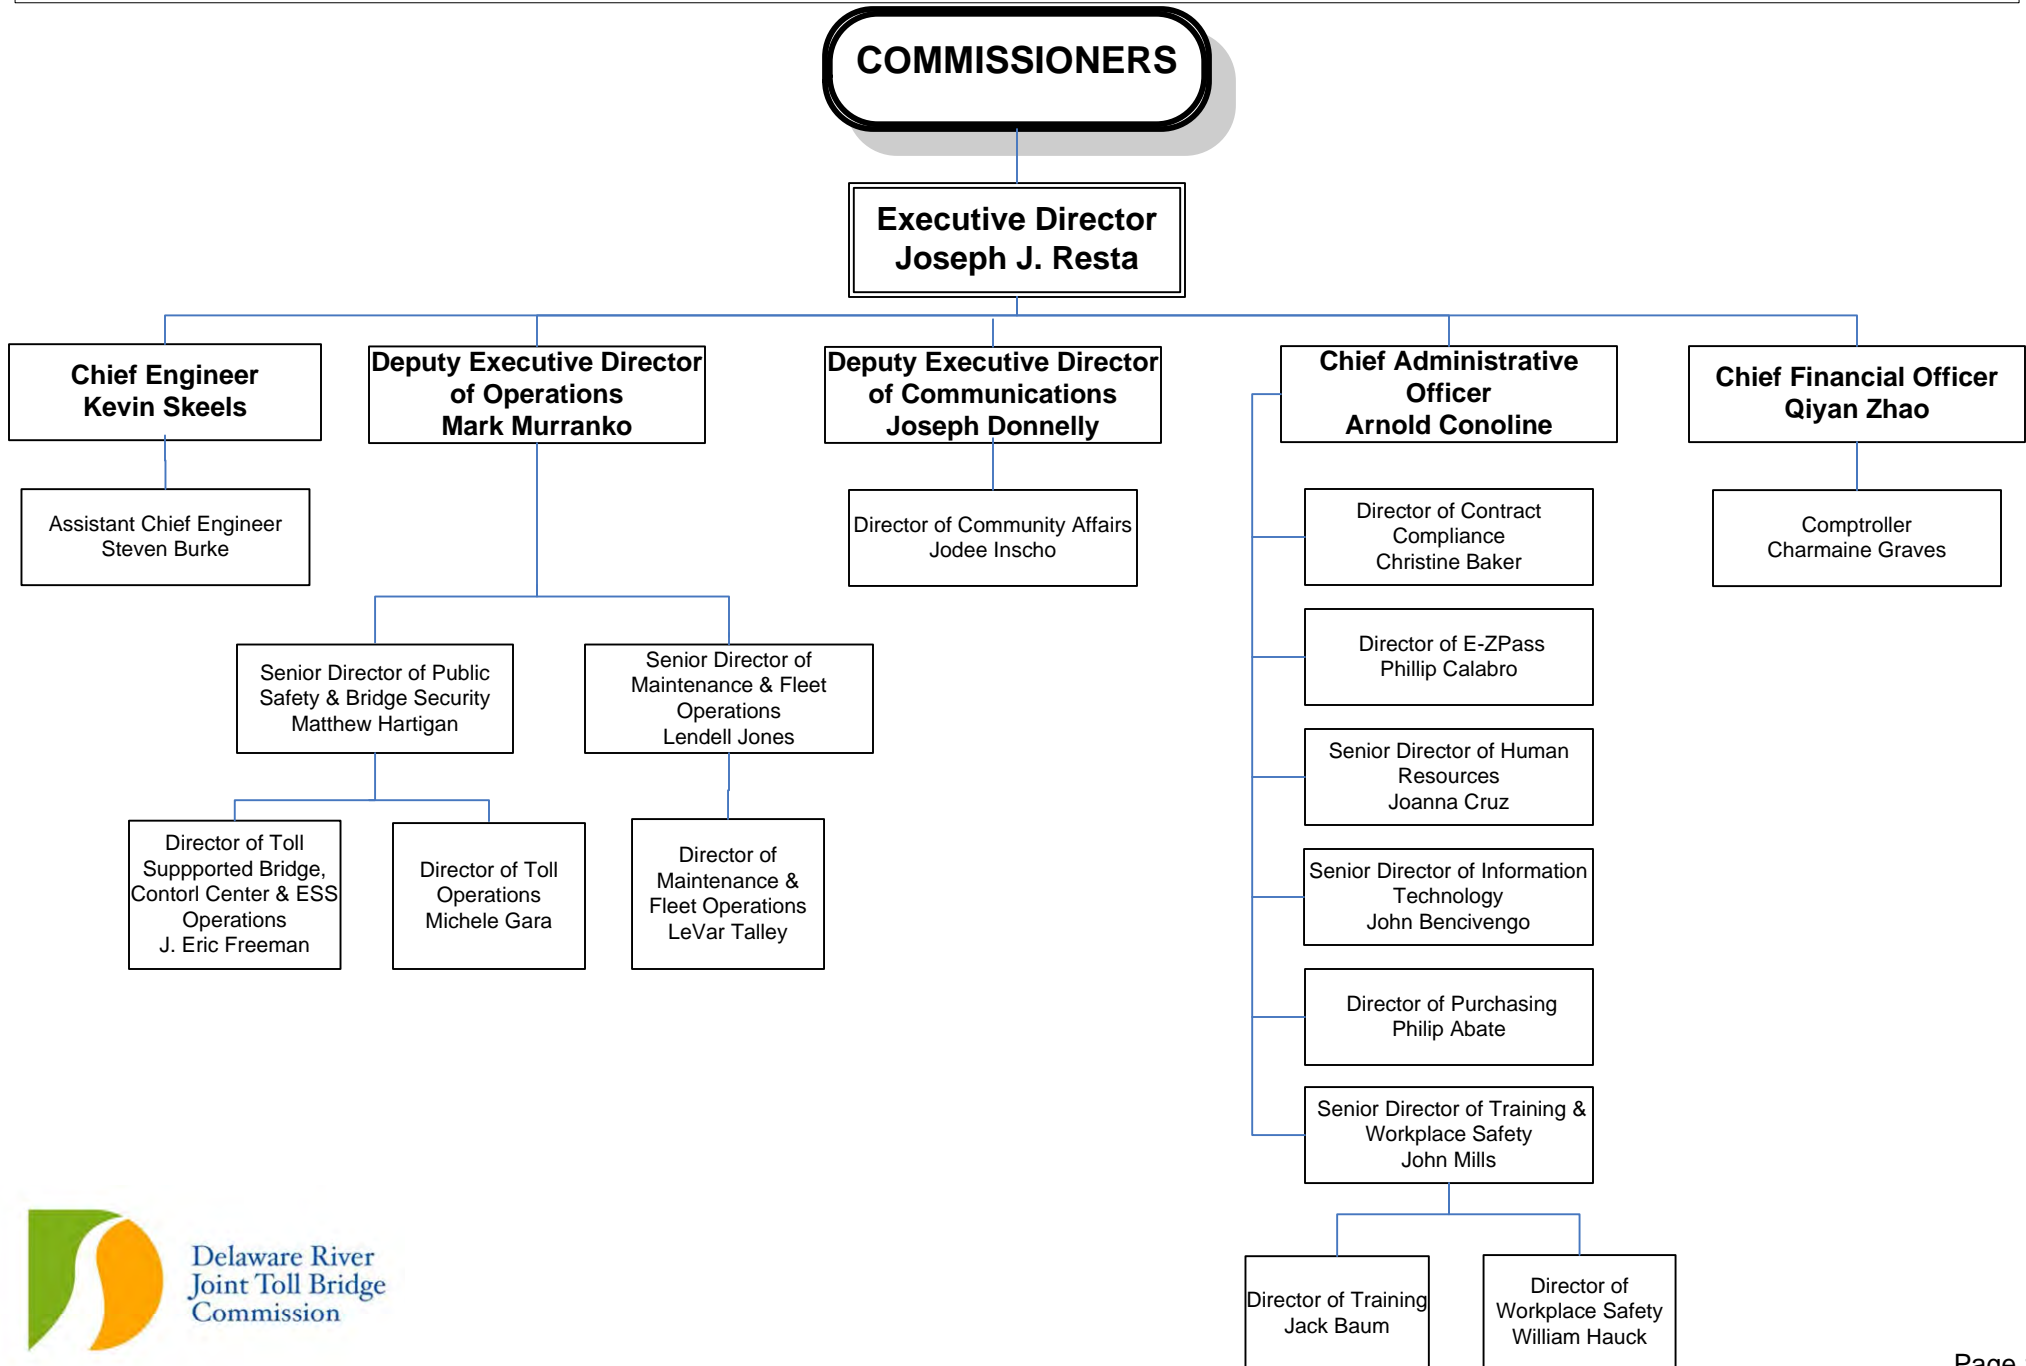 COMMISSIONERS
Executive Director
Joseph J. Resta
Chief Engineer
Kevin Skeels
Deputy Executive Director
of Operations
Mark Murranko
Deputy Executive Director
of Communications
Joseph Donnelly
Chief Administrative
Officer
Arnold Conoline
Chief Financial Officer
Qiyan Zhao
Assistant Chief Engineer
Steven Burke
Director of Community Affairs
Jodee Inscho
Director of Contract
Compliance
Christine Baker
Comptroller
Charmaine Graves
Director of E-ZPass
Phillip Calabro
Senior Director of Public
Safety & Bridge Security
Matthew Hartigan
Senior Director of
Maintenance & Fleet
Operations
Lendell Jones
Senior Director of Human
Resources
Joanna Cruz
Director of Toll
Suppported Bridge,
Contorl Center & ESS
Operations
J. Eric Freeman
Director of Toll
Operations
Michele Gara
Director of
Maintenance &
Fleet Operations
LeVar Talley
Senior Director of Information
Technology
John Bencivengo
Director of Purchasing
Philip Abate
Senior Director of Training &
Workplace Safety
John Mills
Director of Training
Jack Baum
Director of
Workplace Safety
William Hauck
Delaware River
Joint Toll Bridge
Commission
Page